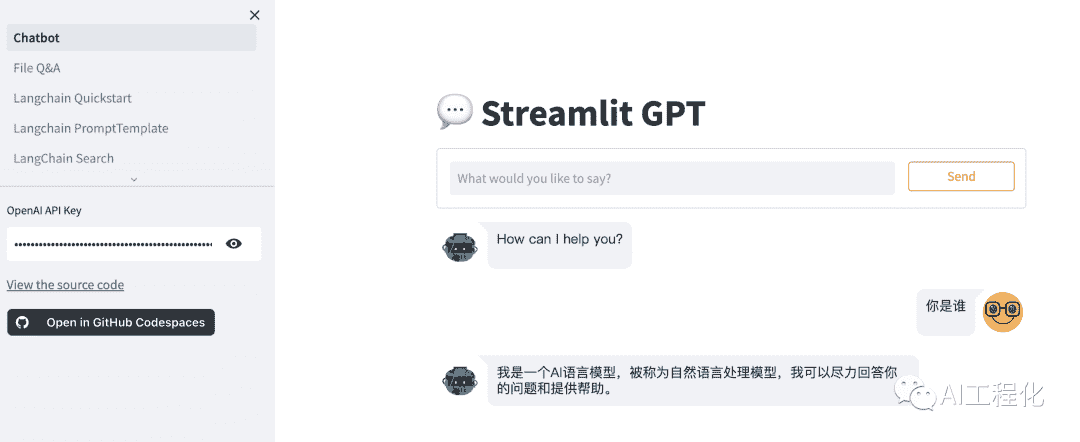 Chatbot
File Q&A
Langchain Quickstart
Langchain PromptTemplate
LangChain Search
OpenAI API Key
View the source code
Open in GitHub Codespaces
Streamlit GPT
What would you like to say?
Send
How can I help you?
你是谁
我是一个AI语言模型，被称为自然语言处理模型，我可以尽力回答你
的问题和提供帮助。
AI工程化